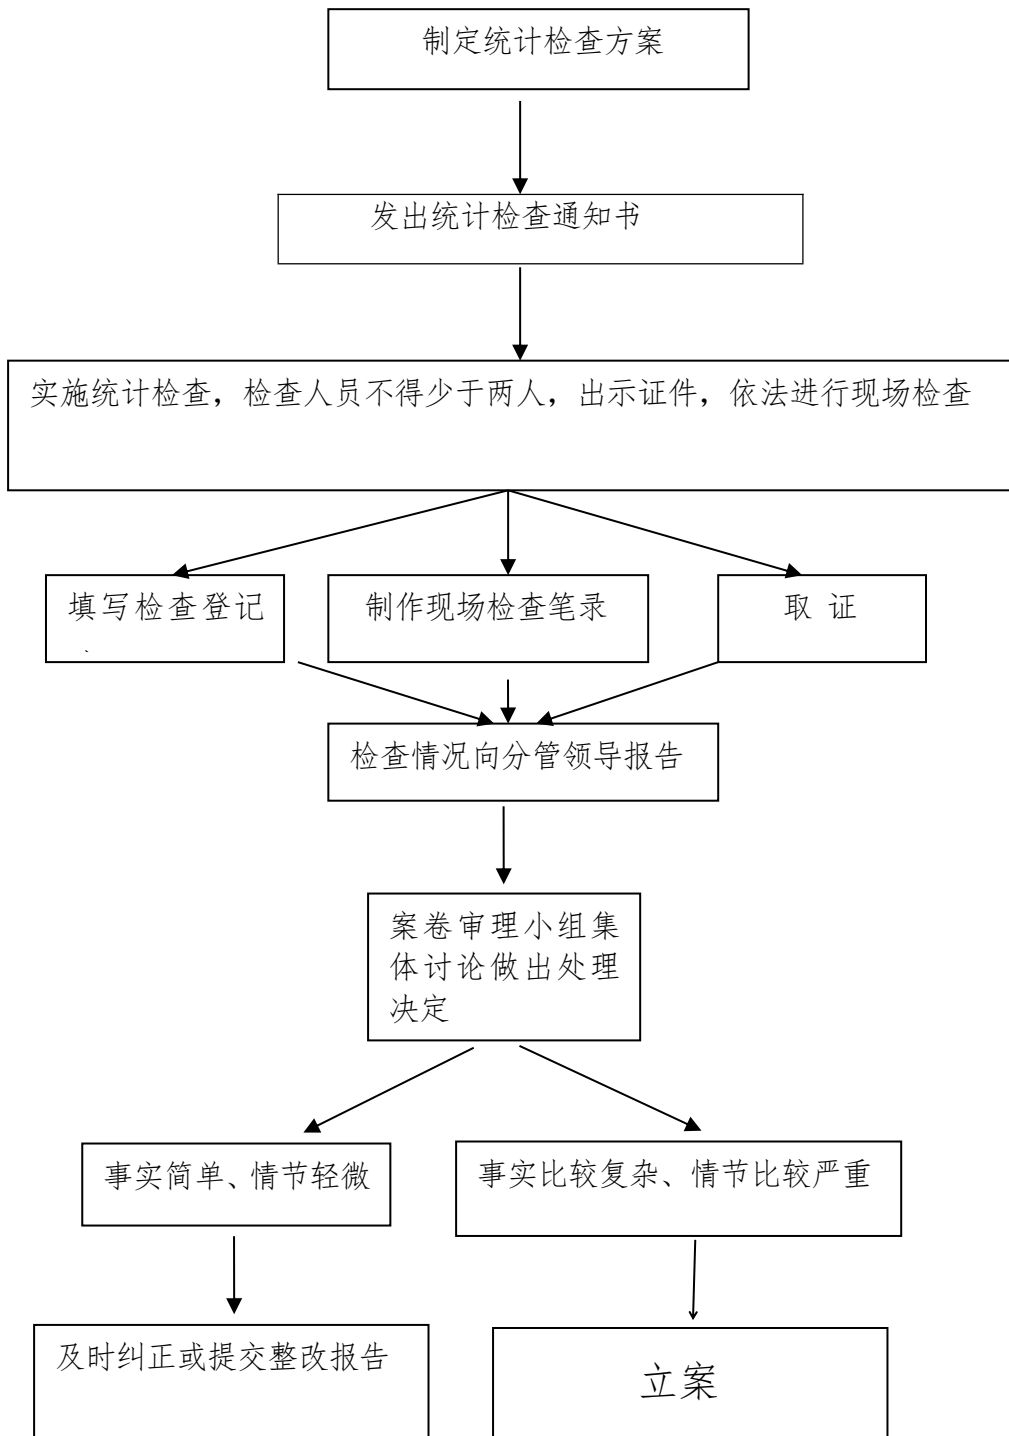 制定统计检查方案
发出统计检查通知书
实施统计检查，检查人员不得少于两人，出示证件，依法进行现场检查
填写检查登记
制作现场检查笔录
取 证
检查情况向分管领导报告
案卷审理小组集
体讨论做出处理
决定
事实简单、情节轻微
事实比较复杂、情节比较严重
及时纠正或提交整改报告
立案